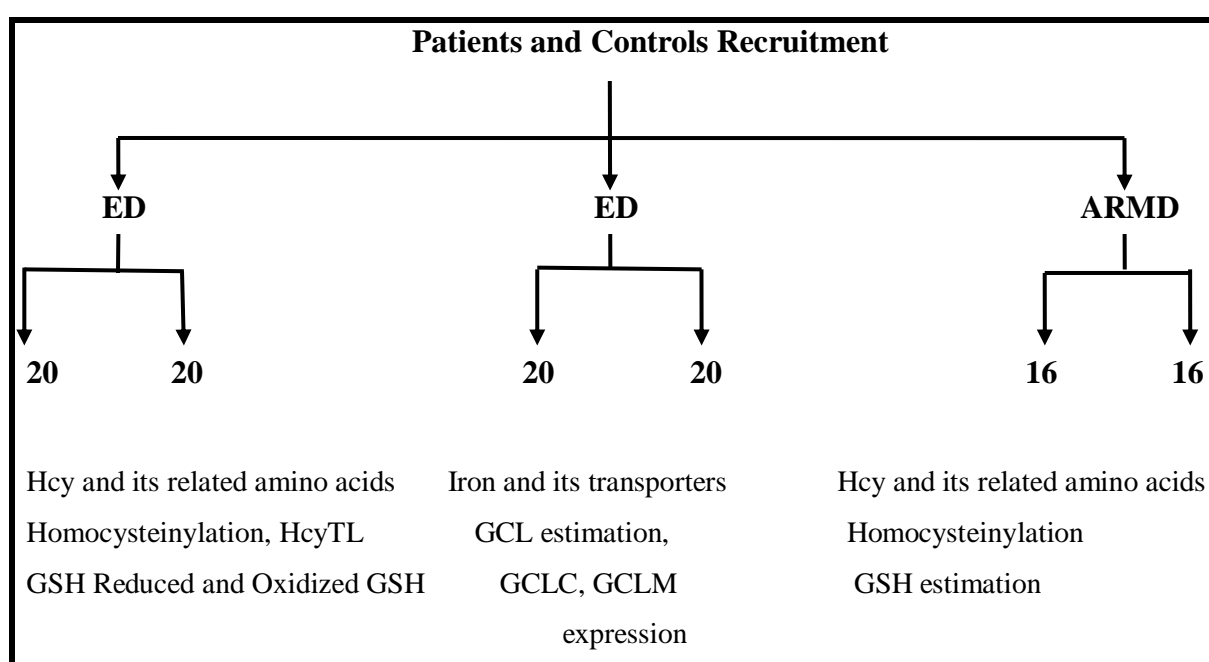 Patients and Controls Recruitment
ED ED ARMD
20 20 20 20 16 16
Hcy and its related amino acids Iron and its transporters Hcy and its related amino acids
Homocysteinylation, HcyTL GCL estimation, Homocysteinylation
GSH Reduced and Oxidized GSH GCLC, GCLM GSH estimation
expression